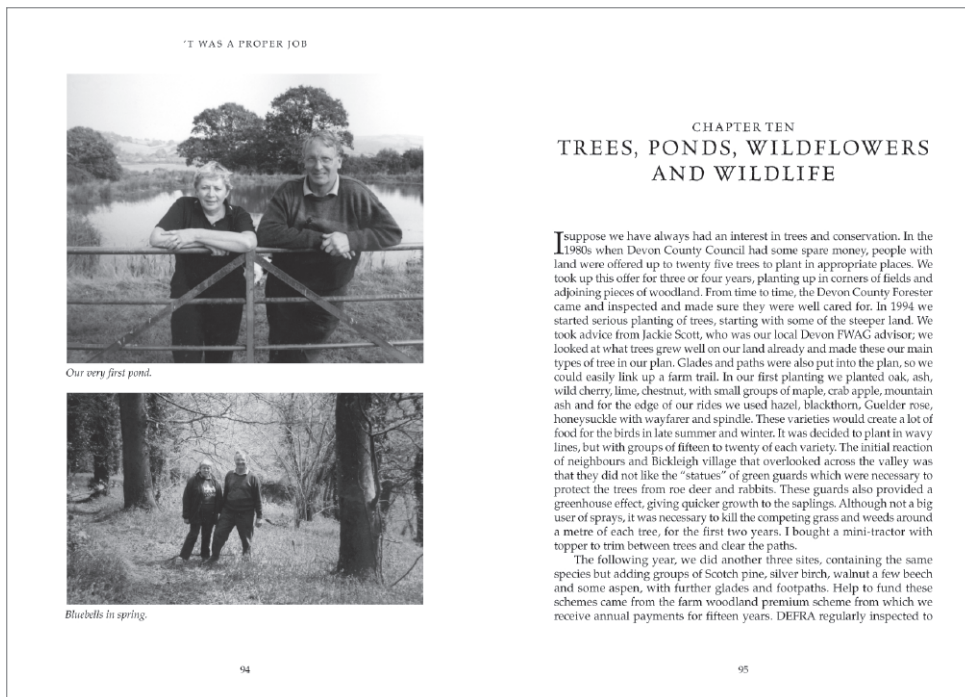 'T WAS A PROPER JOB
Our very first pond.
Bluebells in spring.
94
CHAPTER TEN
TREES, PONDS, WILDFLOWERS
AND WILDLIFE
I suppose we have always had an interest in trees and conservation. In the
1980s when Devon County Council had some spare money, people with
land were offered up to twenty five trees to plant in appropriate places. We
took up this offer for three or four years, planting up in corners of fields and
adjoining pieces of woodland. From time to time, the Devon County Forester
came and inspected and made sure they were well cared for. In 1994 we
started serious planting of trees, starting with some of the steeper land. We
took advice from Jackie Scott, who was our local Devon FWAG advisor; we
looked at what trees grew well on our land already and made these our main
types of tree in our plan. Glades and paths were also put into the plan, so we
could easily link up a farm trail. In our first planting we planted oak, ash,
wild cherry, lime, chestnut, with small groups of maple, crab apple, mountain
ash and for the edge of our rides we used hazel, blackthorn, Guelder rose,
honeysuckle with wayfarer and spindle. These varieties would create a lot of
food for the birds in late summer and winter. It was decided to plant in wavy
lines, but with groups of fifteen to twenty of each variety. The initial reaction
of neighbours and Bickleigh village that overlooked across the valley was
that they did not like the “statues” of green guards which were necessary to
protect the trees from roe deer and rabbits. These guards also provided a
greenhouse effect, giving quicker growth to the saplings. Although not a big
user of sprays, it was necessary to kill the competing grass and weeds around
a metre of each tree, for the first two years. I bought a mini-tractor with
topper to trim between trees and clear the paths.
The following year, we did another three sites, containing the same
species but adding groups of Scotch pine, silver birch, walnut a few beech
and some aspen, with further glades and footpaths. Help to fund these
schemes came from the farm woodland premium scheme from which we
receive annual payments for fifteen years. DEFRA regularly inspected to
95